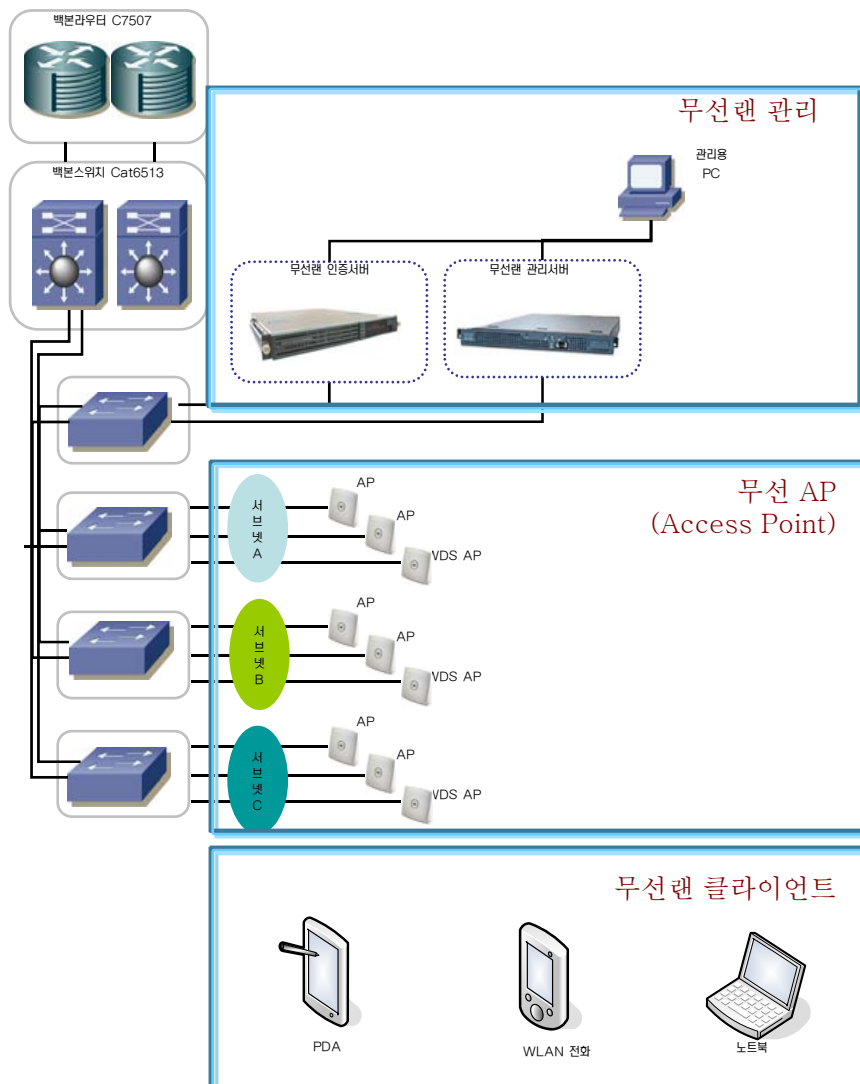 백본라우터 C7507
무선랜 관리
백본스위치 Cat6513
관리용
PC
무선랜 인증서버
무선랜 관리서버
무선 AP
(Access Point)
서
브
넷
A
AP
AP
WDS AP
서
브
넷
B
AP
AP
WDS AP
서
브
넷
C
AP
AP
WDS AP
무선랜 클라이언트
PDA
WLAN 전화
노트북